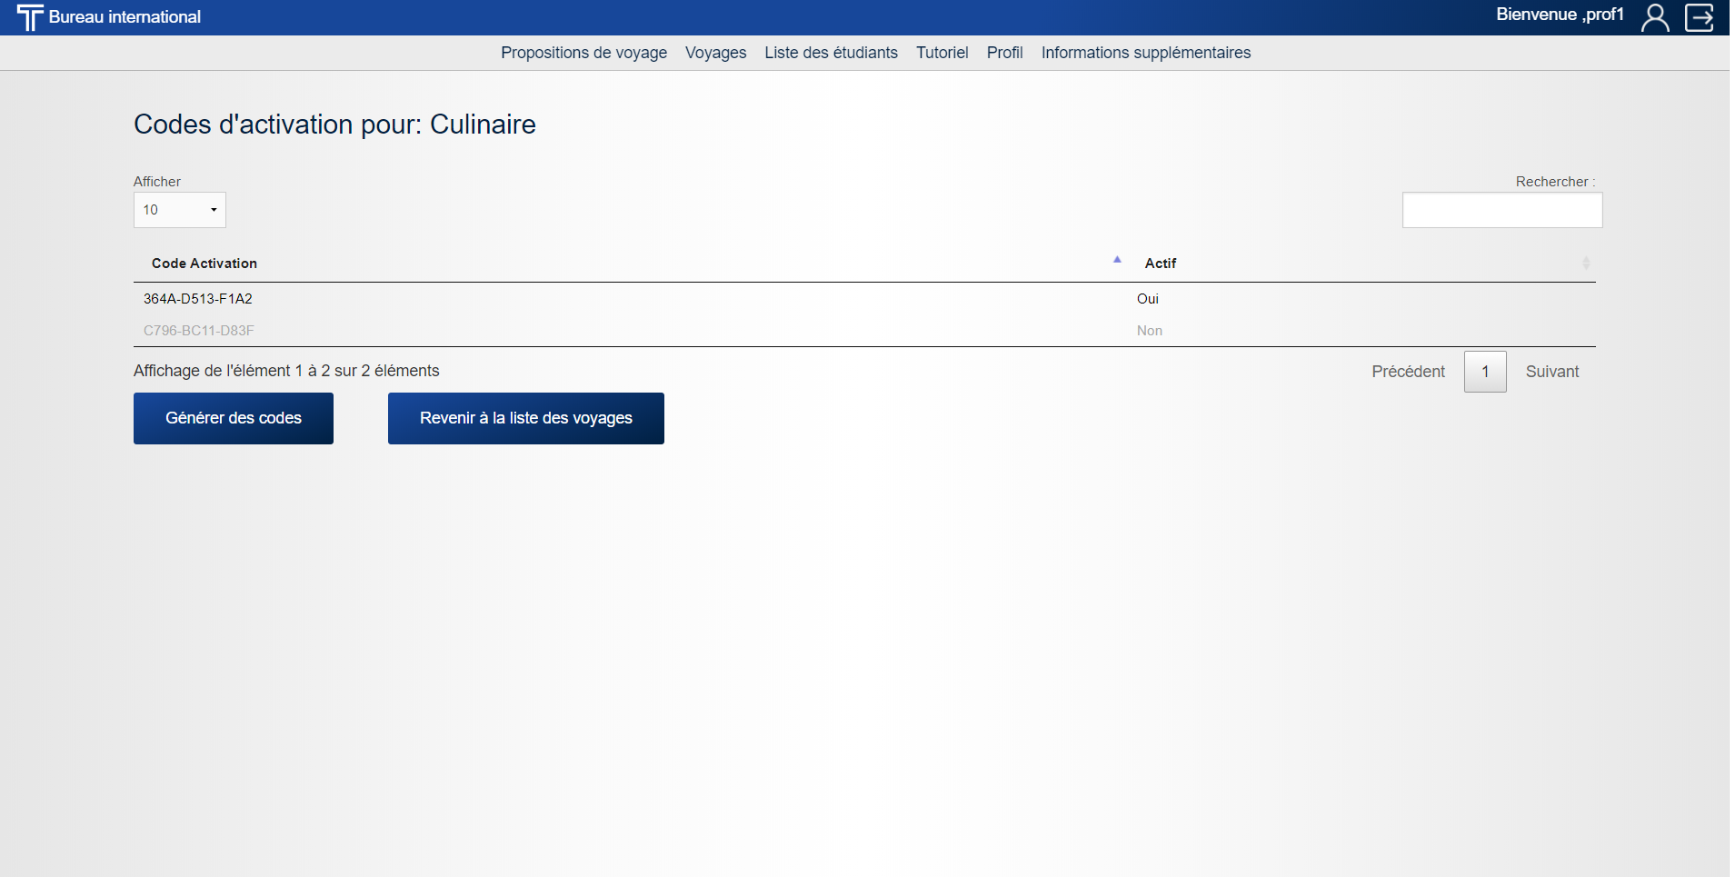 Bureau international
Bienvenue ,prof1
Propositions de voyage Voyages Liste des étudiants Tutoriel Profil Informations supplémentaires
Codes d'activation pour: Culinaire
Afficher
Rechercher :
10
Code Activation Actif
364A-D513-F1A2 Oui
C796-BC11-D83F Non
Affichage de l'élément 1 à 2 sur 2 éléments
Précédent 1 Suivant
Générer des codes Revenir à la liste des voyages